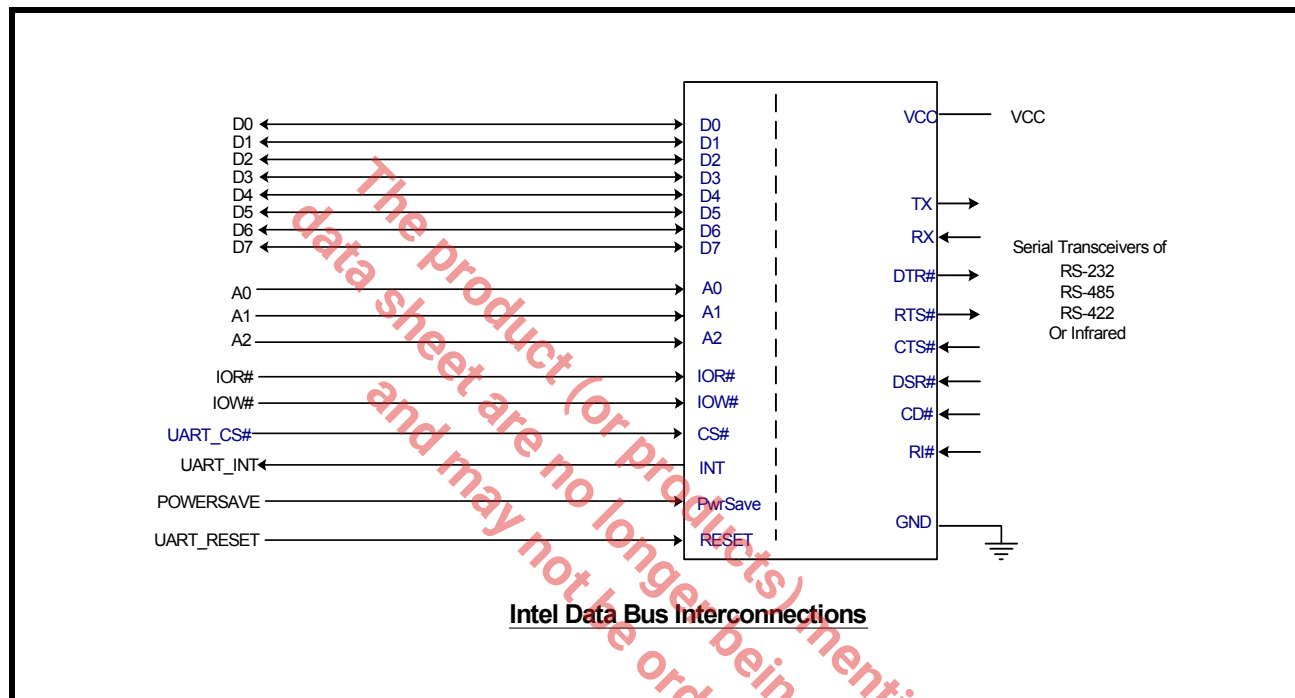 D0
D1
D2
D3
D4
D5
D6
D7
A0
A1
A2
IOR#
IOW#
UART_CS#
UART_INT
POWERSAVE
UART_RESET
D0
D1
D2
D3
D4
D5
D6
D7
A0
A1
A2
IOR#
IOW#
CS#
INT
PwrSave
RESET
VCC
TX
RX
DTR#
RTS#
CTS#
DSR#
CD#
RI#
GND
VCC
Serial Transceivers of
RS-232
RS-485
RS-422
Or Infrared
Intel Data Bus Interconnections
The product (or products)
data sheet are no longer
and may not be